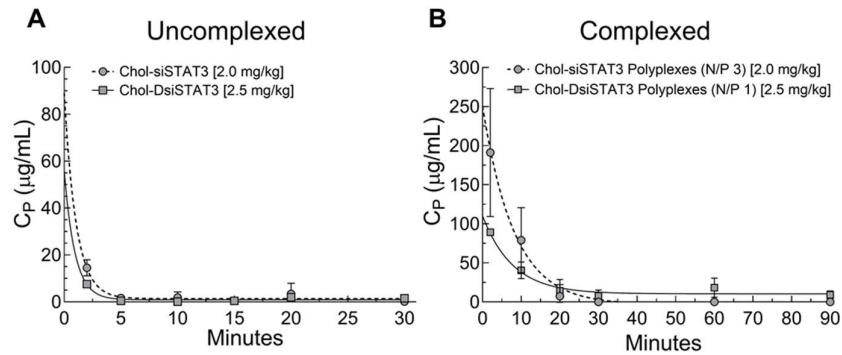 A
Uncomplexed
Chol-siSTAT3 [2.0 mg/kg]
Chol-DsiSTAT3 [2.5 mg/kg]
CP (μg/mL)
100
80
60
40
20
0
0 5 10 15 20 25 30
Minutes
B
Complexed
Chol-siSTAT3 Polyplexes (N/P 3) [2.0 mg/kg]
Chol-DsiSTAT3 Polyplexes (N/P 1) [2.5 mg/kg]
CP (μg/mL)
300
250
200
150
100
50
0
0 10 20 30 40 50 60 70 80 90
Minutes